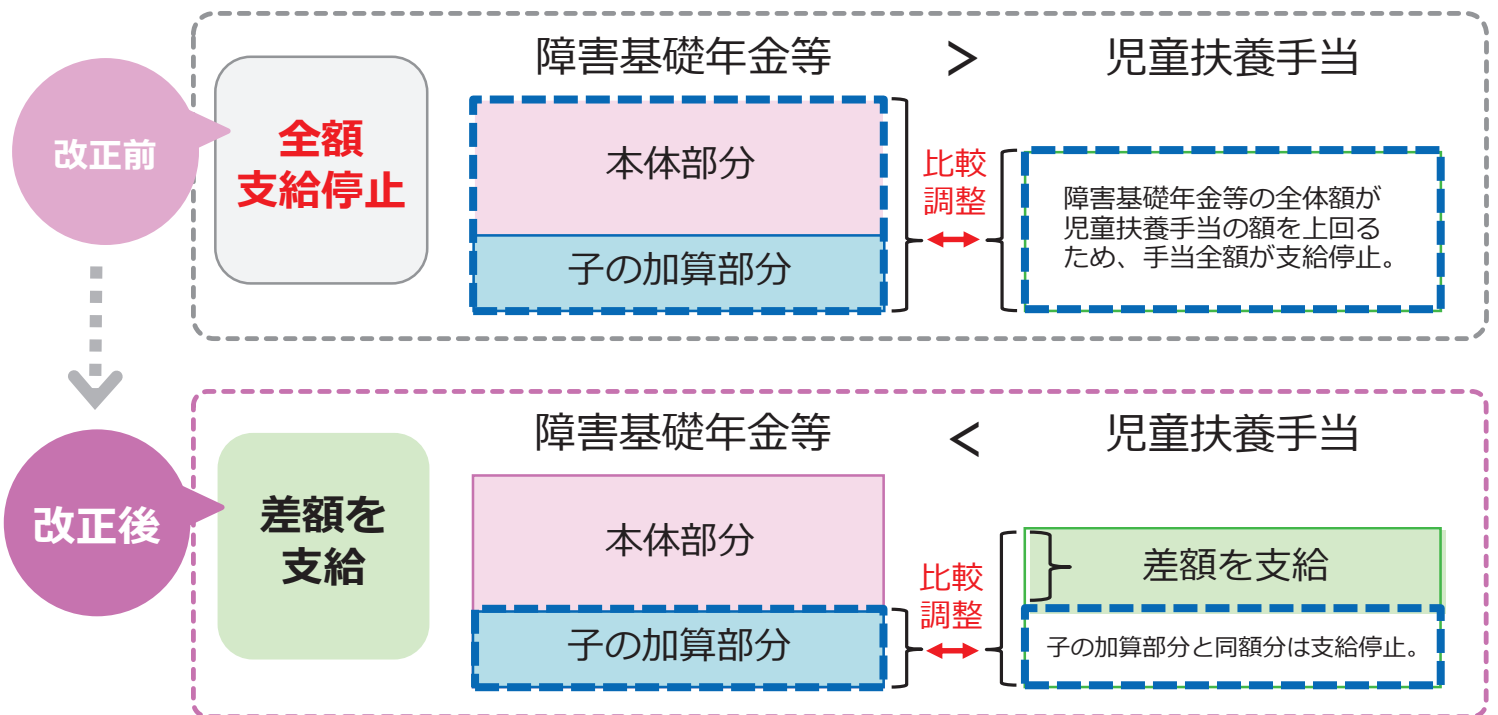 改正前
全額
支給停止
障害基礎年金等
>
児童扶養手当
本体部分
子の加算部分
比較
調整
障害基礎年金等の全体額が
児童扶養手当の額を上回る
ため、手当全額が支給停止。
改正後
差額を
支給
障害基礎年金等
<
児童扶養手当
本体部分
子の加算部分
比較
調整
差額を支給
子の加算部分と同額分は支給停止。